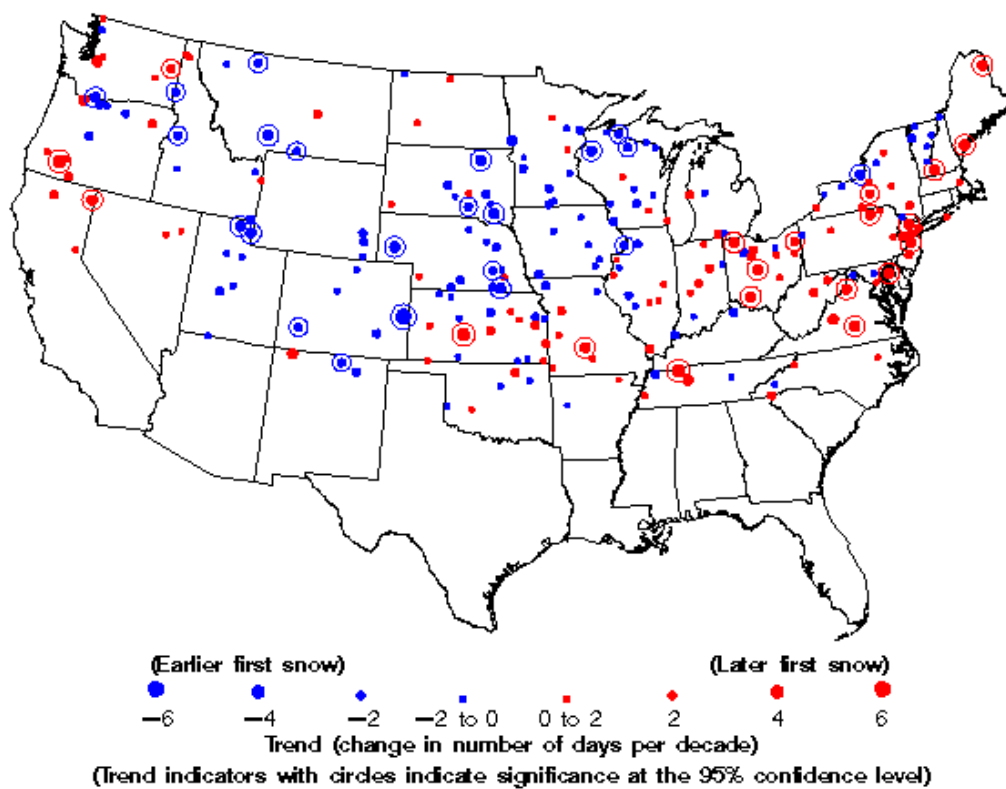 (Earlier first snow) (Later first snow)
−6 −4 −2 −2 to 0 0 to 2 2 4 6
Trend (change in number of days per decade)
(Trend indicators with circles indicate significance at the 95% confidence level)